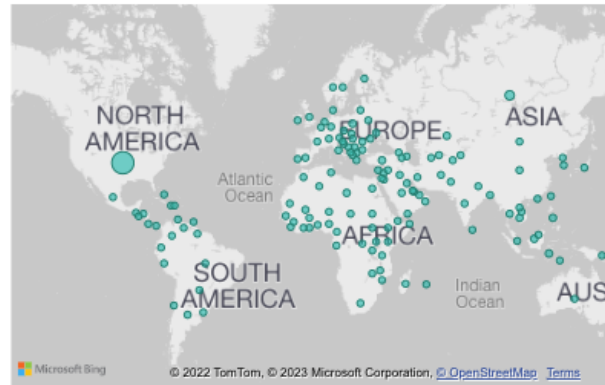 NORTH
AMERICA
EUROPE
ASIA
Atlantic
Ocean
AFRICA
SOUTH
AMERICA
Indian
Ocean
AUS
Microsoft Bing
© 2022 TomTom, © 2023 Microsoft Corporation, © OpenStreetMap Terms